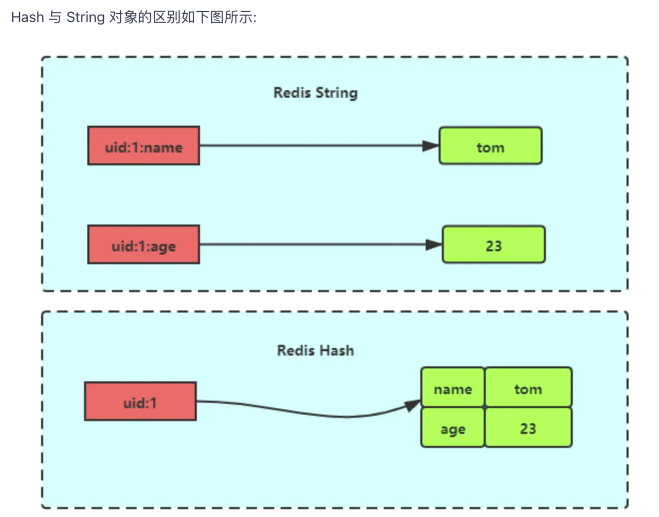 Hash 与 String 对象的区别如下图所示:
Redis String
uid:1:name
tom
uid:1:age
23
Redis Hash
uid:1
name
tom
age
23